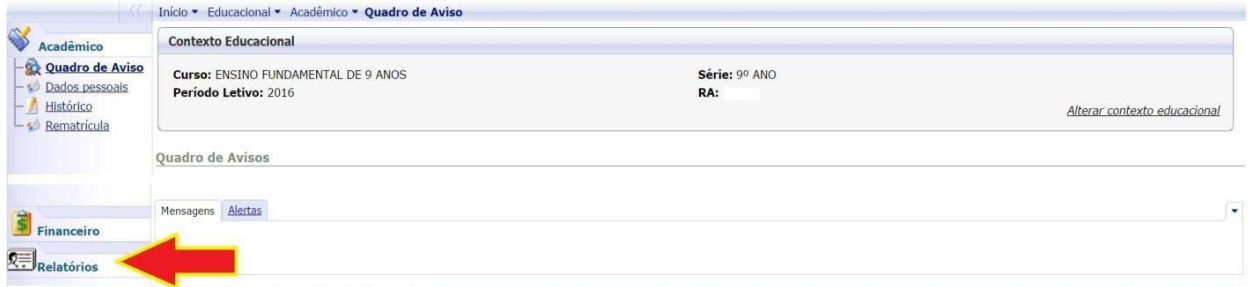 Início Educacional Acadêmico Quadro de Aviso
Acadêmico
Quadro de Aviso
Dados pessoais
Histórico
Rematrícula
Financeiro
Relatórios
Contexto Educacional
Curso: ENSINO FUNDAMENTAL DE 9 ANOS
Série: 9º ANO
Período Letivo: 2016
RA:
Alterar contexto educacional
Quadro de Avisos
Mensagens Alertas